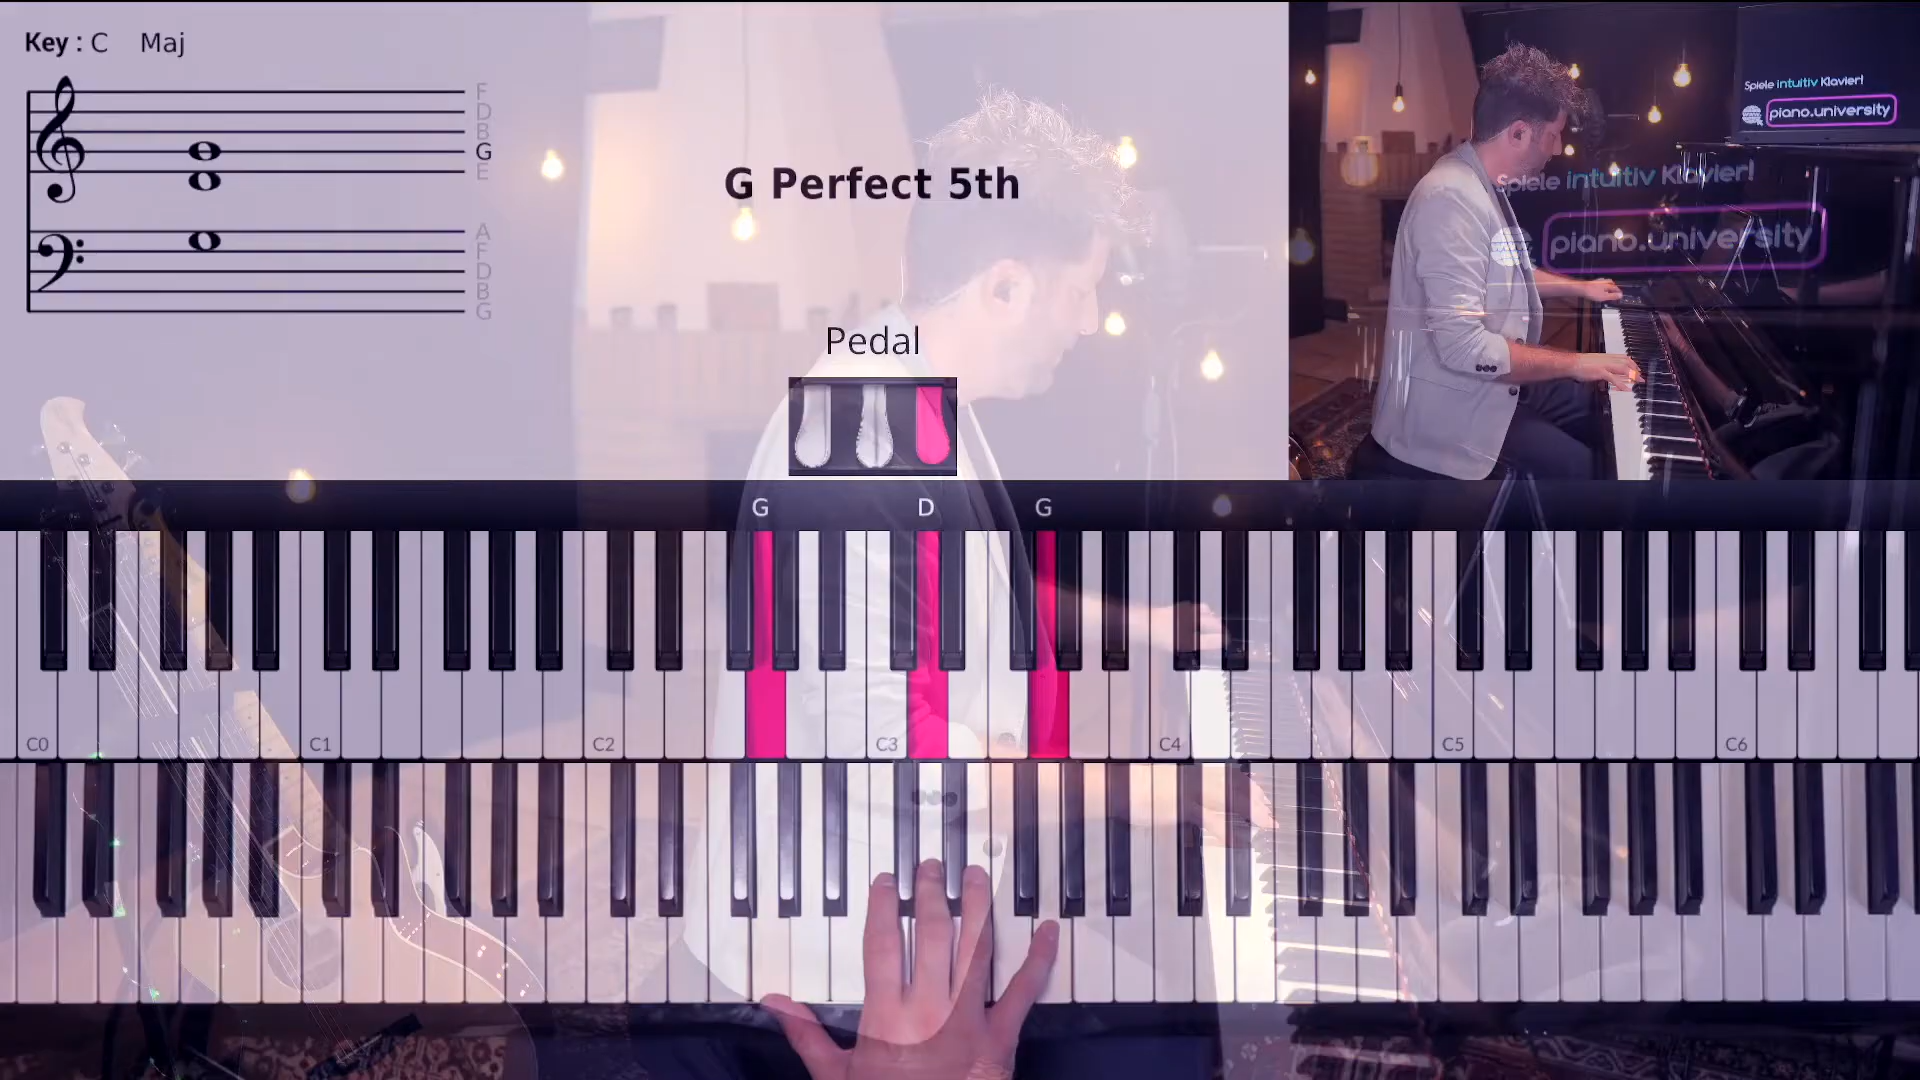 Key : C Maj
F
D
B
G
E
A
F
D
B
G
G Perfect 5th
Pedal
Spiele intuitiv Klavier!
piano.university
Spiele intuitiv Klavier!
piano.university
G D G
C0 C1 C2 C3 C4 C5 C6